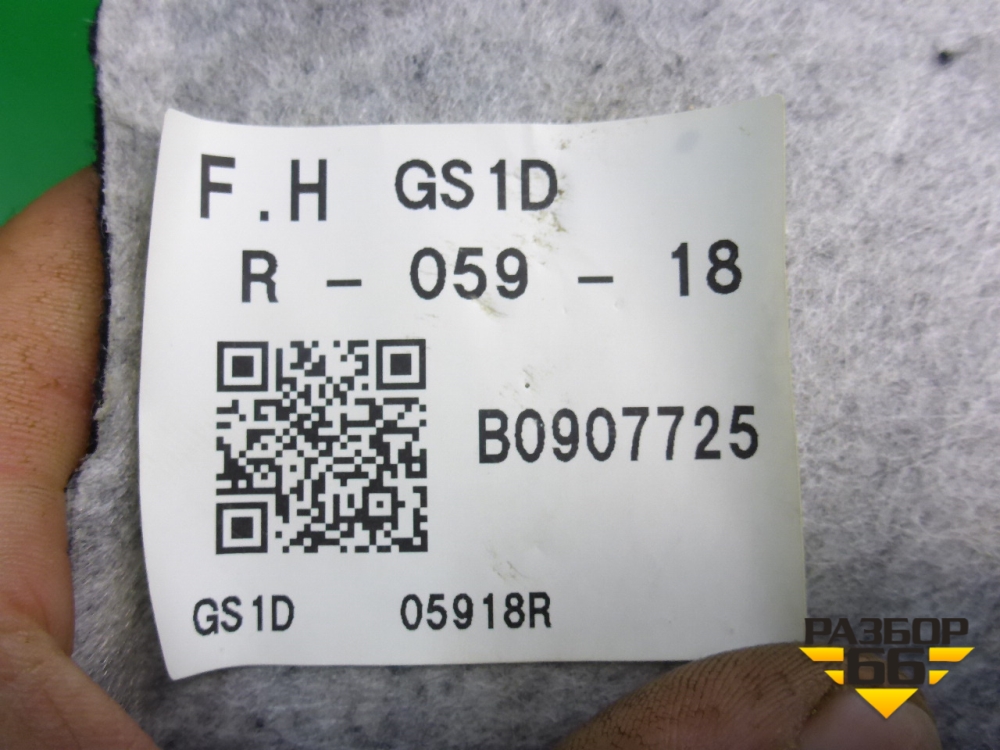 F.H GS1D
R - 059 - 18
B0907725
GS1D 05918R
РАЗБОР
66